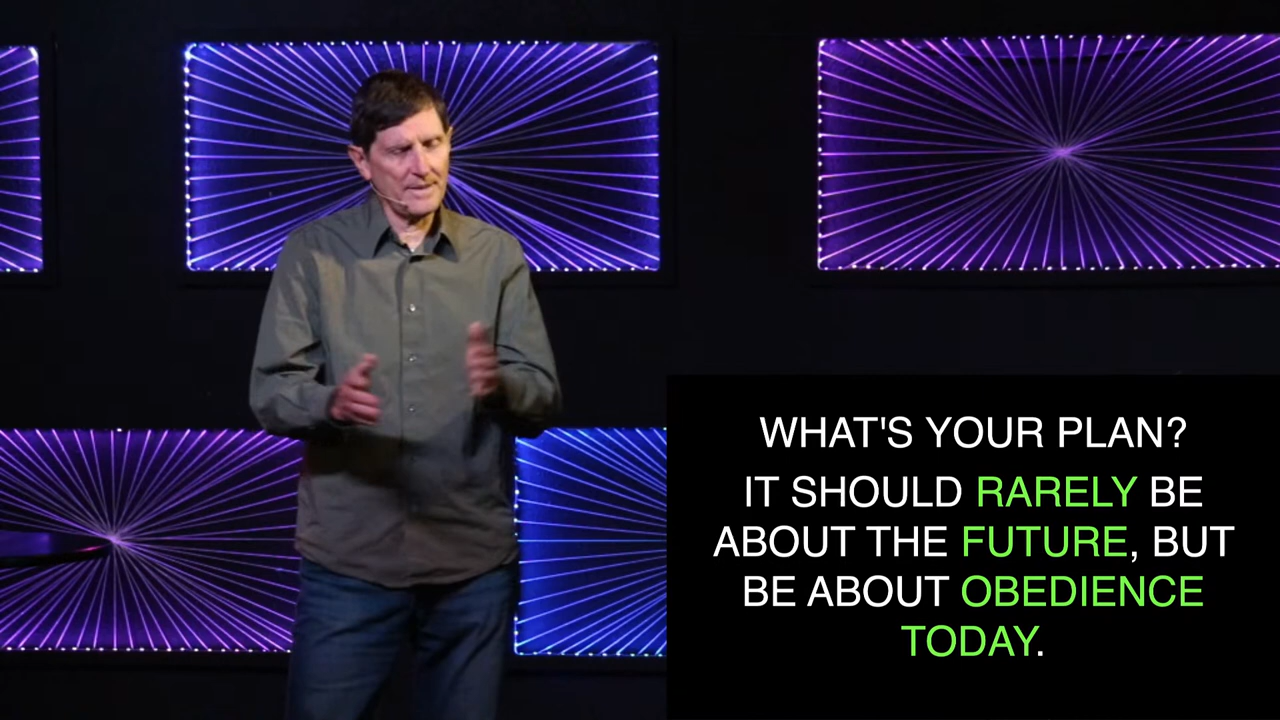 WHAT'S YOUR PLAN?
IT SHOULD RARELY BE
ABOUT THE FUTURE, BUT
BE ABOUT OBEDIENCE
TODAY.